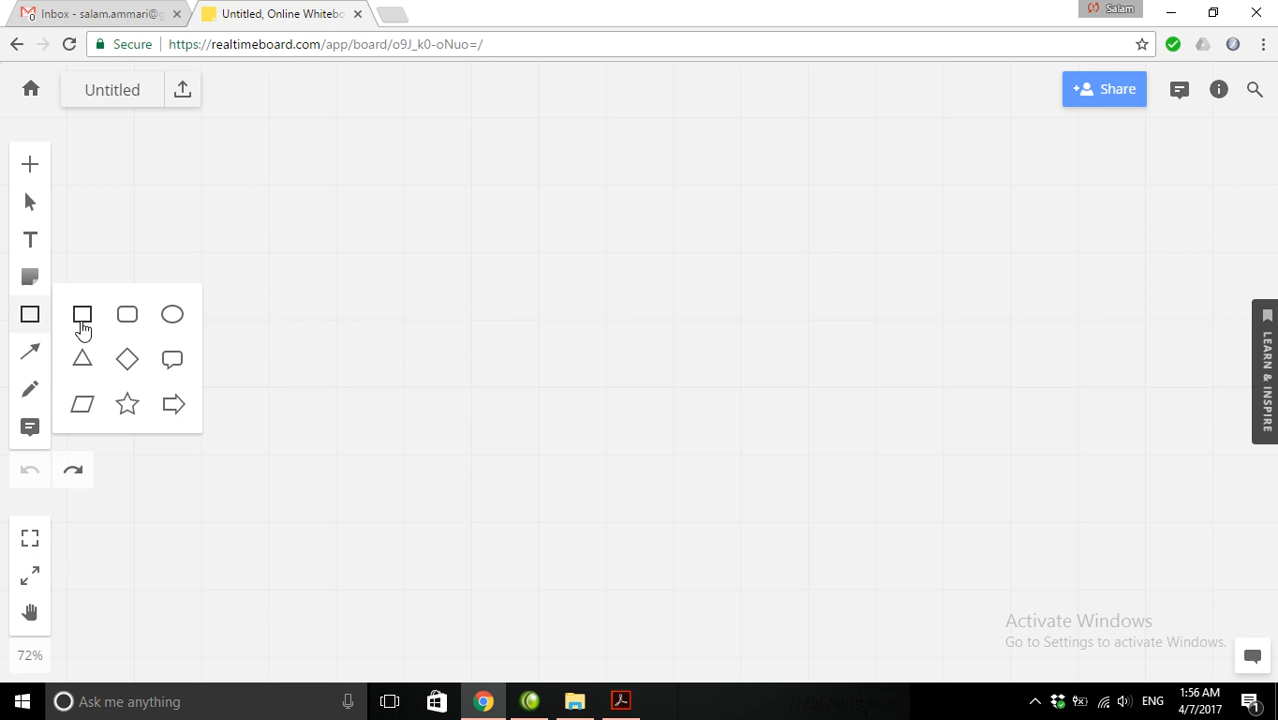 Inbox - salam.ammari@g
Untitled, Online Whitebo
Salam
Secure
https://realtimeboard.com/app/board/o9J_k0-oNuo=/
Untitled
Share
LEARN & INSPIRE
72%
Activate Windows
Go to Settings to activate Windows.
Ask me anything
ENG
1:56 AM
4/7/2017
1